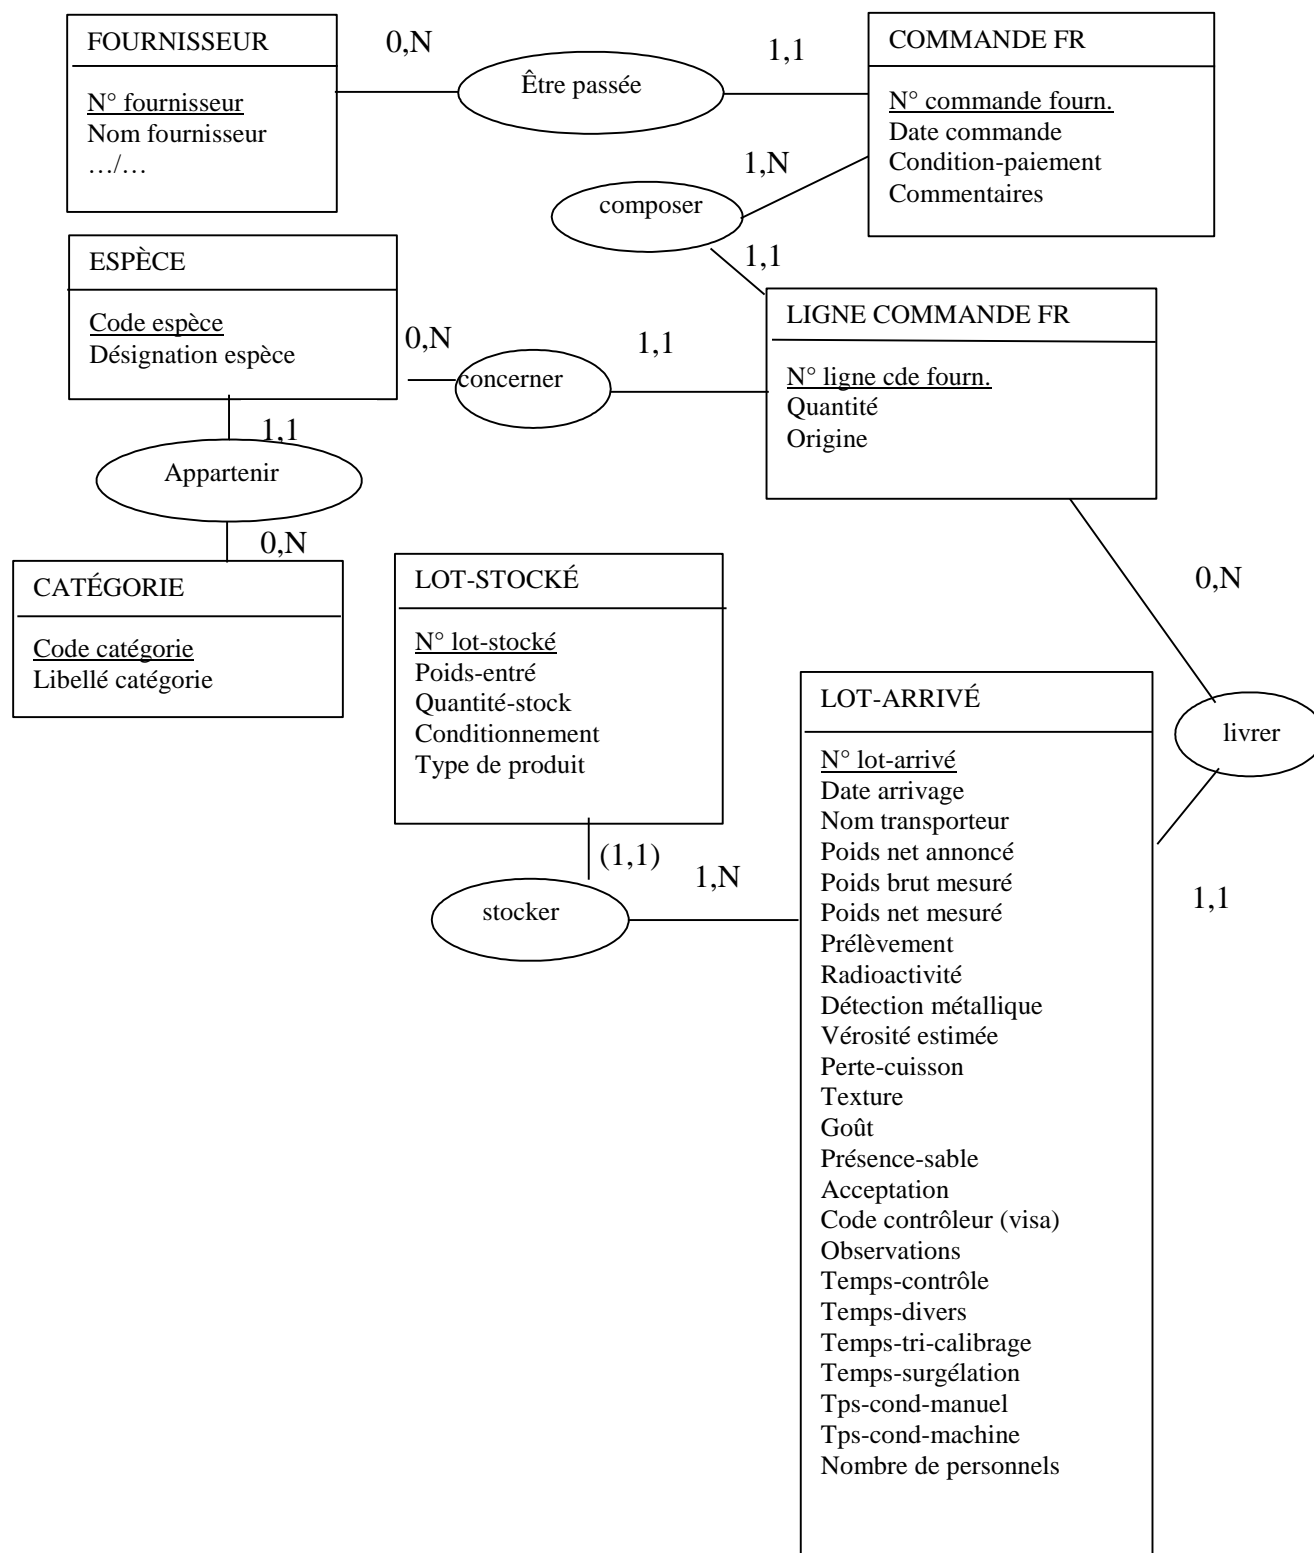 FOURNISSEUR
N° fournisseur
Nom fournisseur
…/…
0,N
Être passée
1,1
COMMANDE FR
N° commande fourn.
Date commande
Condition-paiement
Commentaires
1,N
composer
1,1
ESPÈCE
Code espèce
Désignation espèce
0,N
concerner
1,1
LIGNE COMMANDE FR
N° ligne cde fourn.
Quantité
Origine
1,1
Appartenir
0,N
CATÉGORIE
Code catégorie
Libellé catégorie
LOT-STOCKÉ
N° lot-stocké
Poids-entré
Quantité-stock
Conditionnement
Type de produit
(1,1)
stocker
1,N
0,N
livrer
1,1
LOT-ARRIVÉ
N° lot-arrivé
Date arrivage
Nom transporteur
Poids net annoncé
Poids brut mesuré
Poids net mesuré
Prélèvement
Radioactivité
Détection métallique
Vérosité estimée
Perte-cuisson
Texture
Goût
Présence-sable
Acceptation
Code contrôleur (visa)
Observations
Temps-contrôle
Temps-divers
Temps-tri-calibrage
Temps-surgélation
Tps-cond-manuel
Tps-cond-machine
Nombre de personnels